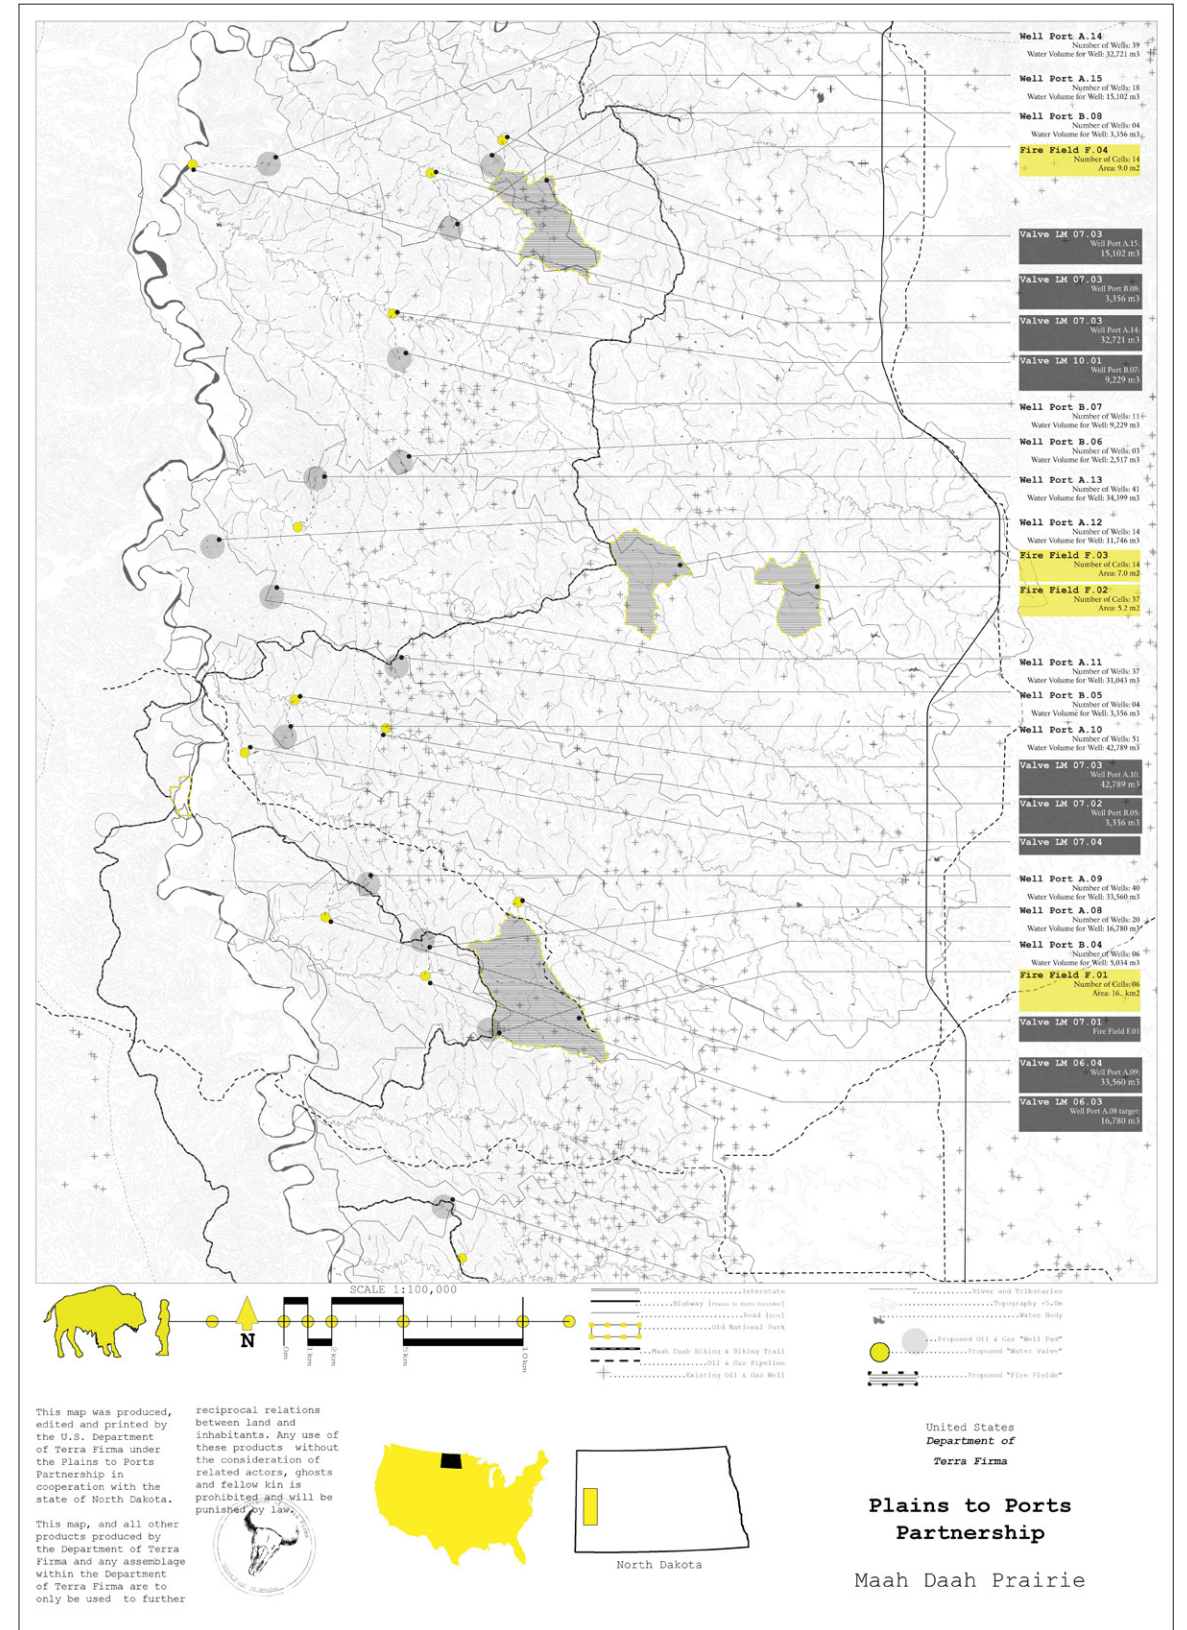 Well Port A.14
Number of Wells: 39
Water Volume for Well: 32,721 m3
Well Port A.15
Number of Wells: 18
Water Volume for Well: 15,102 m3
Well Port B.08
Number of Wells: 04
Water Volume for Well: 3,356 m3
Fire Field F.04
Number of Cells: 14
Area: 9.0 m2
Valve LM 07.03
Well Port A.15:
15,102 m3
Valve LM 07.03
Well Port B.08:
3,356 m3
Valve LM 07.03
Well Port A.14:
32,721 m3
Valve LM 10.01
Well Port B.07:
9,229 m3
Well Port B.07
Number of Wells: 11
Water Volume for Well: 9,229 m3
Well Port B.06
Number of Wells: 03
Water Volume for Well: 2,517 m3
Well Port A.13
Number of Wells: 41
Water Volume for Well: 34,399 m3
Well Port A.12
Number of Wells: 14
Water Volume for Well: 11,746 m3
Fire Field F.03
Number of Cells: 14
Area: 7.0 m2
Fire Field F.02
Number of Cells: 37
Area: 5.2 m2
Well Port A.11
Number of Wells: 37
Water Volume for Well: 31,043 m3
Well Port B.05
Number of Wells: 04
Water Volume for Well: 3,356 m3
Well Port A.10
Number of Wells: 51
Water Volume for Well: 42,789 m3
Valve LM 07.03
Well Port A.10:
42,789 m3
Valve LM 07.02
Well Port B.05:
3,356 m3
Valve LM 07.04
Well Port A.09
Number of Wells: 40
Water Volume for Well: 33,560 m3
Well Port A.08
Number of Wells: 20
Water Volume for Well: 16,780 m3
Well Port B.04
Number of Wells: 06
Water Volume for Well: 5,034 m3
Fire Field F.01
Number of Cells: 06
Area: 16.. km2
Valve LM 07.01
Fire Field F.01
Valve LM 06.04
Well Port A.09:
33,560 m3
Valve LM 06.03
Well Port A.08 target:
16,780 m3
SCALE 1:100,000
N
0m
1 km
2 km
5 km
10 km
Interstate
Highway
Road
Old National Park
Maah Daah Hiking & Biking Trail
Oil & Gas Pipeline
Existing Oil & Gas Well
River and Tributaries
Topography +5.0m
Water Body
Proposed Oil & Gas "Well Pad"
Proposed "Water Valve"
Proposed "Fire Fields"
This map was produced,
edited and printed by
the U.S. Department
of Terra Firma under
the Plains to Ports
Partnership in
cooperation with the
state of North Dakota.
This map, and all other
products produced by
the Department of Terra
Firma and any assemblage
within the Department
of Terra Firma are to
only be used to further
reciprocal relations
between land and
inhabitants. Any use of
these products without
the consideration of
related actors, ghosts
and fellow kin is
prohibited and will be
punished by law.
North Dakota
United States
Department of
Terra Firma
Plains to Ports
Partnership
Maah Daah Prairie